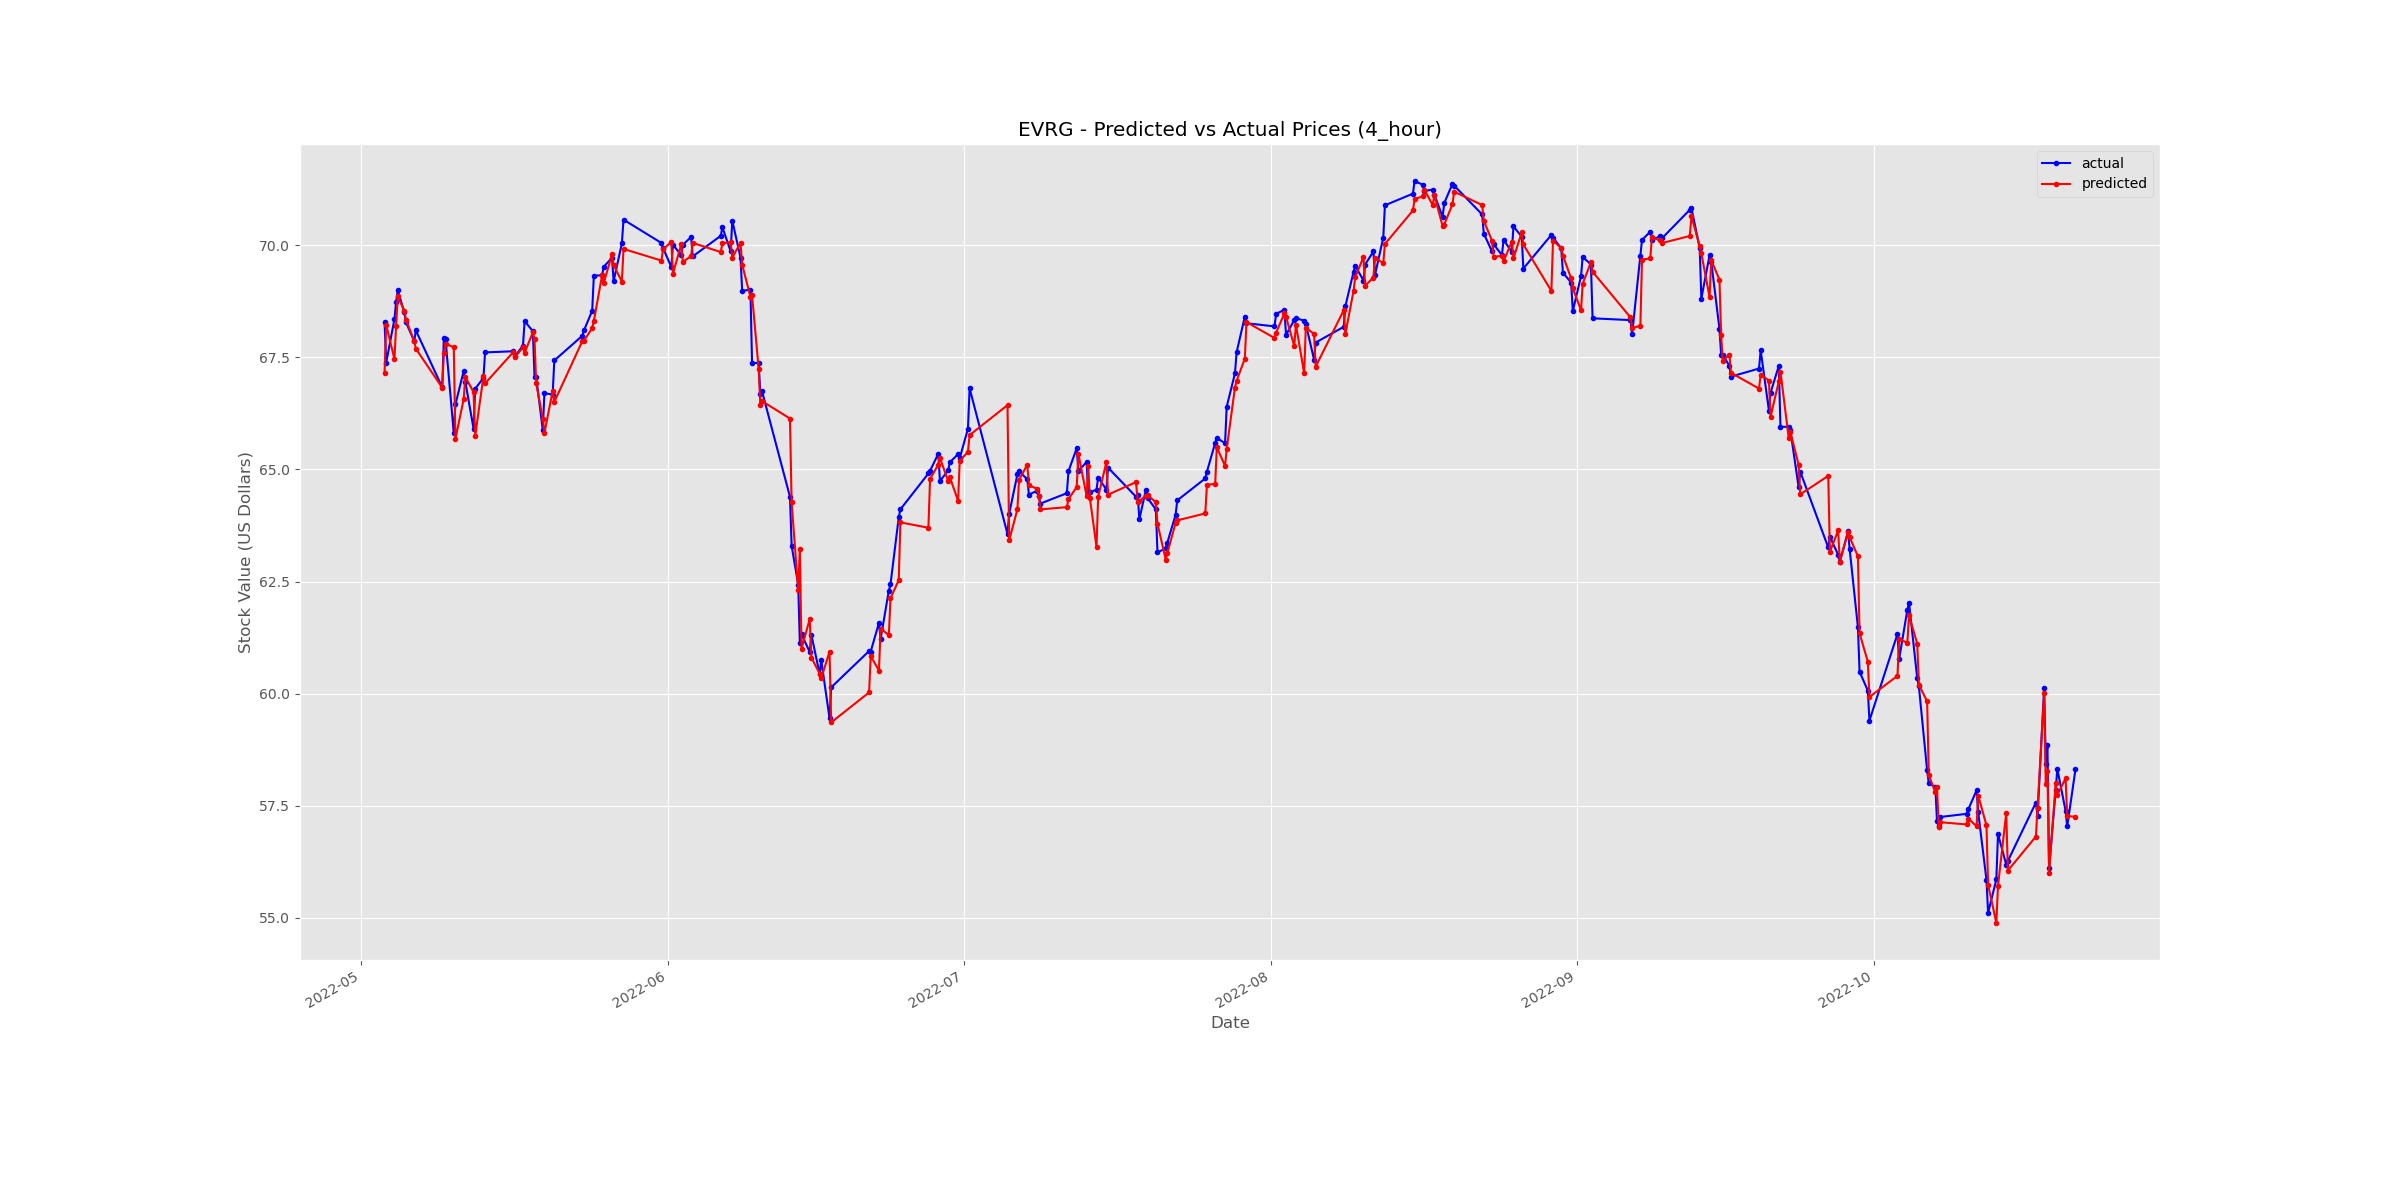 EVRG - Predicted vs Actual Prices (4_hour)
actual
predicted
Stock Value (US Dollars)
70.0
67.5
65.0
62.5
60.0
57.5
55.0
2022-05
2022-06
2022-07
2022-08
2022-09
2022-10
Date